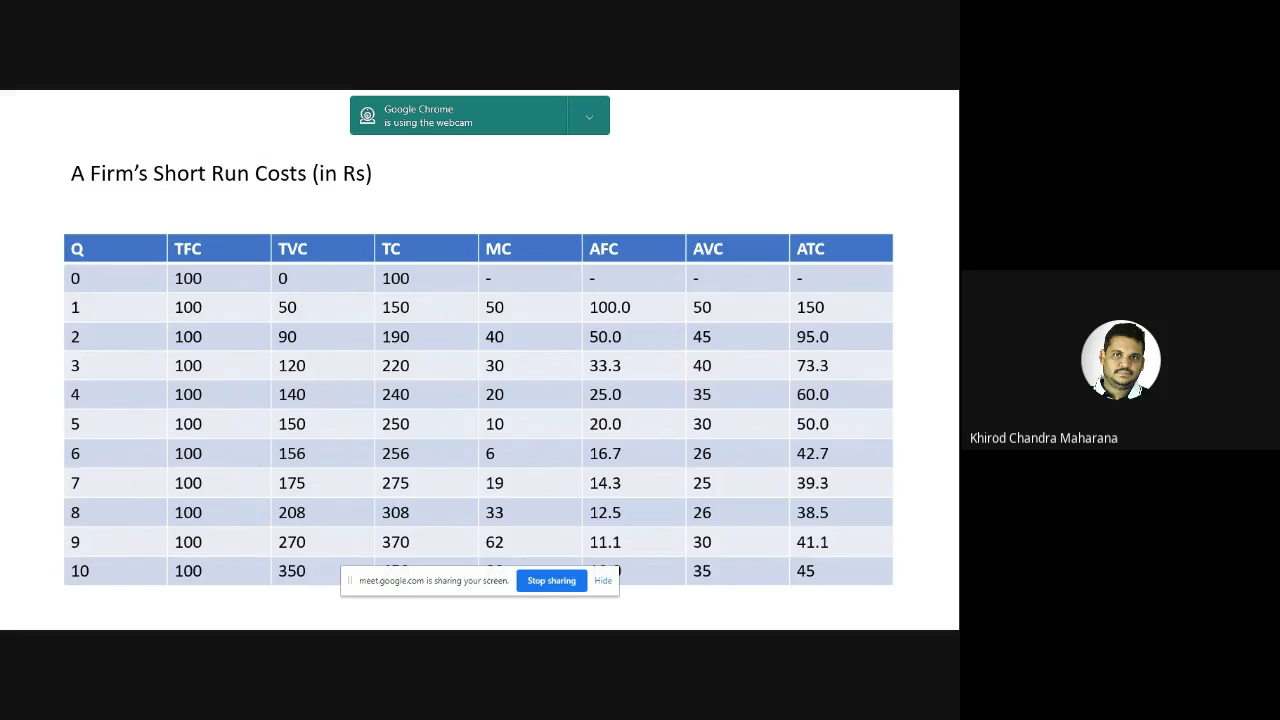 Google Chrome
is using the webcam
A Firm's Short Run Costs (in Rs)
Q TFC TVC TC MC AFC AVC ATC
0 100 0 100 - - - -
1 100 50 150 50 100.0 50 150
2 100 90 190 40 50.0 45 95.0
3 100 120 220 30 33.3 40 73.3
4 100 140 240 20 25.0 35 60.0
5 100 150 250 10 20.0 30 50.0
6 100 156 256 6 16.7 26 42.7
7 100 175 275 19 14.3 25 39.3
8 100 208 308 33 12.5 26 38.5
9 100 270 370 62 11.1 30 41.1
10 100 350 35 45
meet.google.com is sharing your screen. Stop sharing Hide
Khirod Chandra Maharana